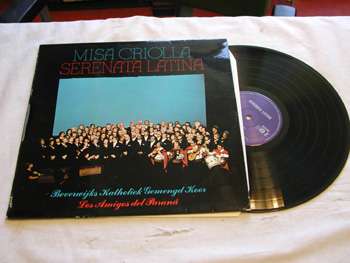 MISA CRIOLLA
SERENATA LATINA
Beverwijks Katholiek Gemengd Koor
Los Amigos del Paraná